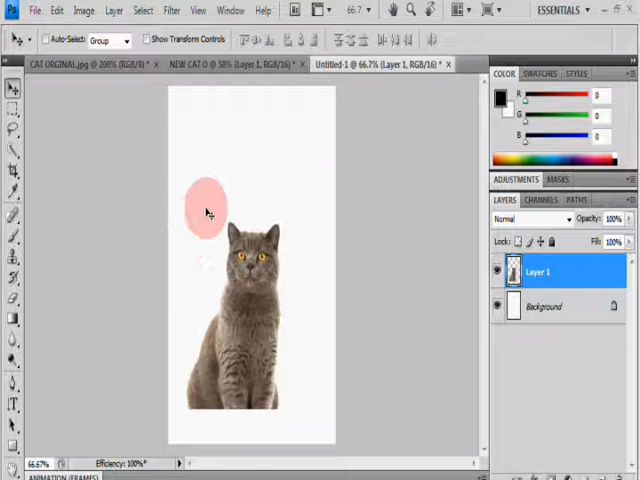 Ps File Edit Image Layer Select Filter View Window Help Br 66.7 ESSENTIALS
Auto-Select: Group Show Transform Controls
CAT ORGINAL.jpg @ 200% (RGB/8) * × NEW CAT O @ 50% (Layer 1, RGB/16) * × Untitled-1 @ 66.7% (Layer 1, RGB/16) * ×
COLOR SWATCHES STYLES
R 0
G 0
B 0
ADJUSTMENTS MASKS
LAYERS CHANNELS PATHS
Normal Opacity: 100%
Lock: Fill: 100%
Layer 1
Background
T
66.67% Efficiency: 100%*
ANIMATION (FRAMES)